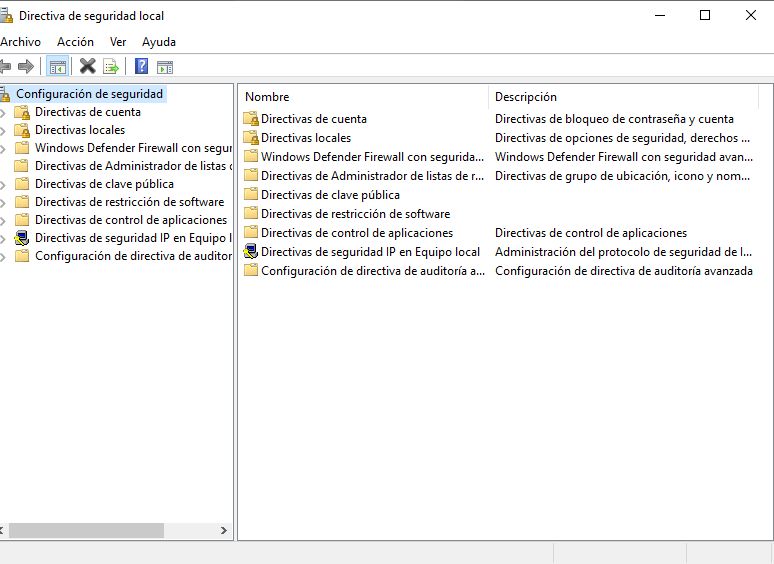 Directiva de seguridad local
Archivo Acción Ver Ayuda
Configuración de seguridad
Directivas de cuenta
Directivas locales
Windows Defender Firewall con segur
Directivas de Administrador de listas
Directivas de clave pública
Directivas de restricción de software
Directivas de control de aplicaciones
Directivas de seguridad IP en Equipo l
Configuración de directiva de auditor
Nombre Descripción
Directivas de cuenta Directivas de bloqueo de contraseña y cuenta
Directivas locales Directivas de opciones de seguridad, derechos ...
Windows Defender Firewall con segurida... Windows Defender Firewall con seguridad avan...
Directivas de Administrador de listas de r... Directivas de grupo de ubicación, icono y nom...
Directivas de clave pública
Directivas de restricción de software
Directivas de control de aplicaciones Directivas de control de aplicaciones
Directivas de seguridad IP en Equipo local Administración del protocolo de seguridad de I...
Configuración de directiva de auditoría a... Configuración de directiva de auditoría avanzada